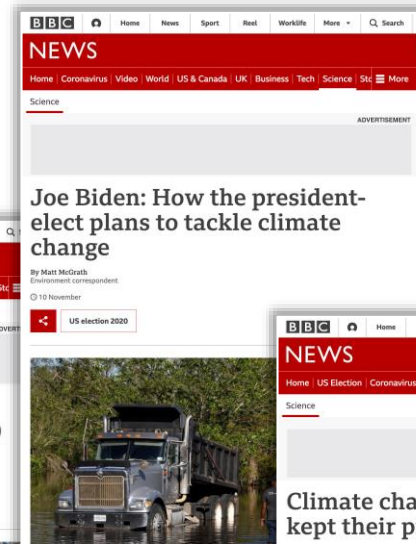 BBC Home News Sport Reel Worklife More Search
NEWS
Home Coronavirus Video World US & Canada UK Business Tech Science More
Science
ADVERTISEMENT
Joe Biden: How the president-
elect plans to tackle climate
change
By Matt McGrath
Environment correspondent
10 November
US election 2020
BBC Home
NEWS
Home US Election Coronavirus
Science
Climate
kept their